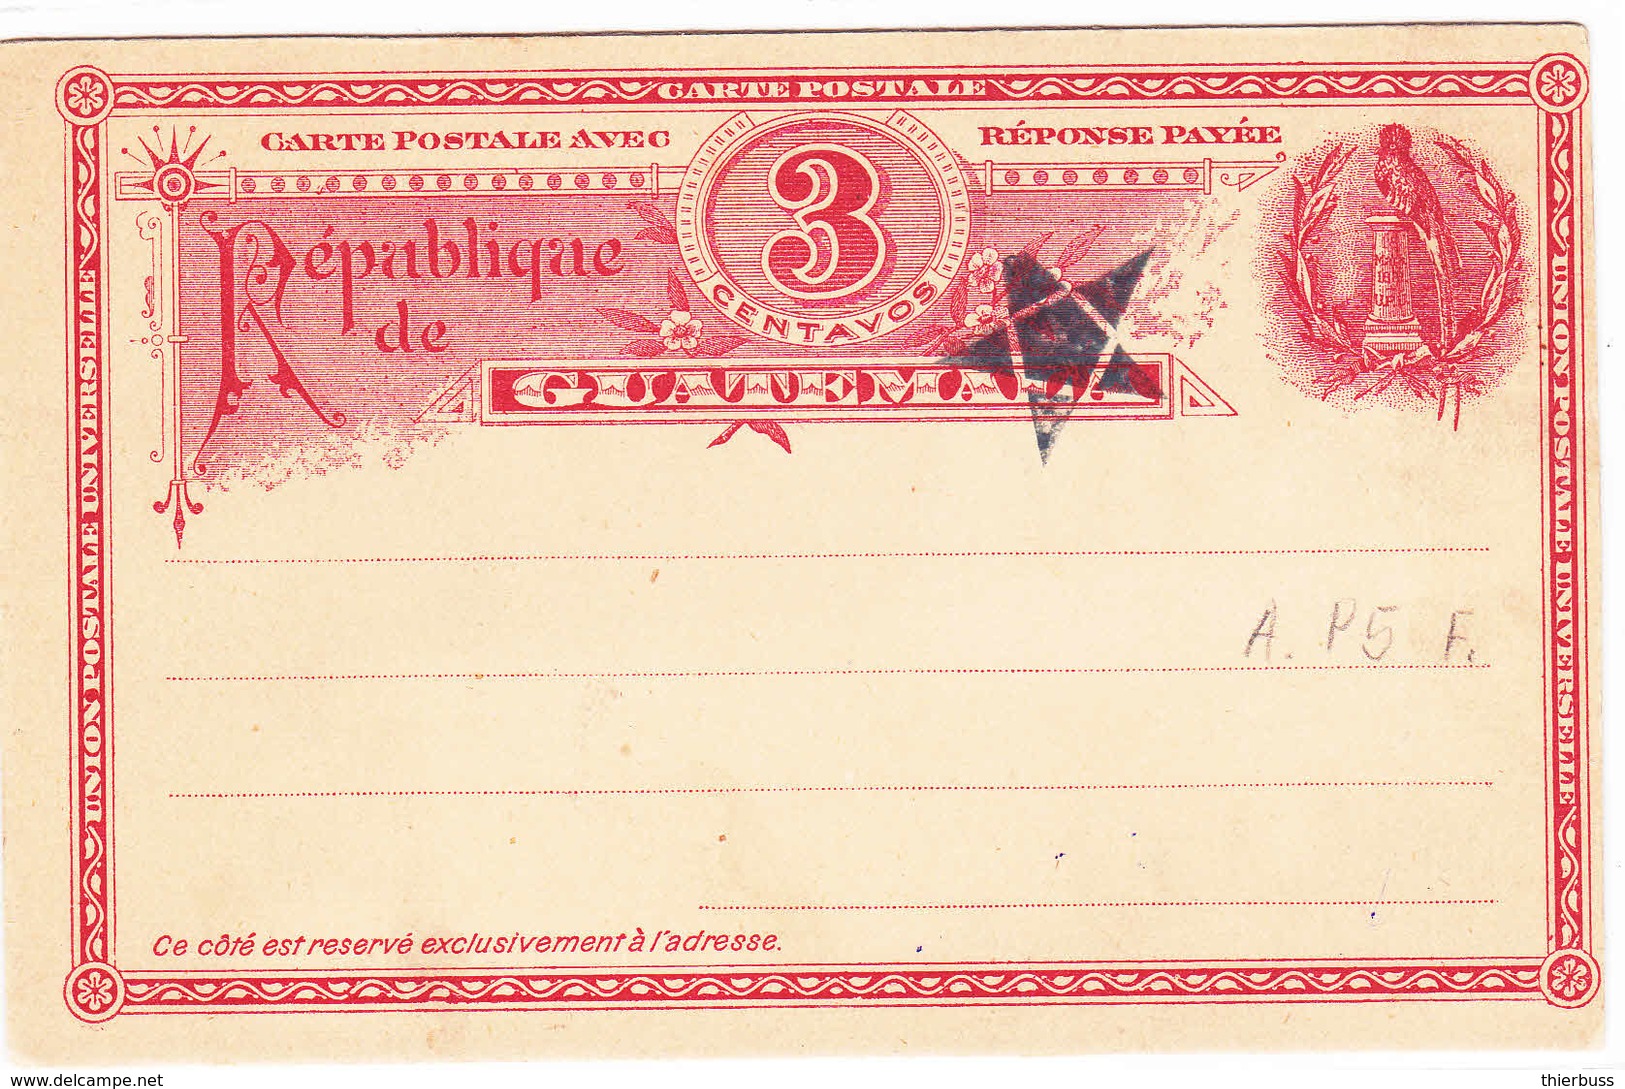 CARTE POSTALE
CARTE POSTALE AVEC RÉPONSE PAYÉE
3
CENTAVOS
République
de
GUATEMALA
UNION POSTALE UNIVERSELLE
UNION POSTALE UNIVERSELLE
A. P5 F.
Ce côté est reservé exclusivement à l'adresse.
www.delcampe.net
thierbuss